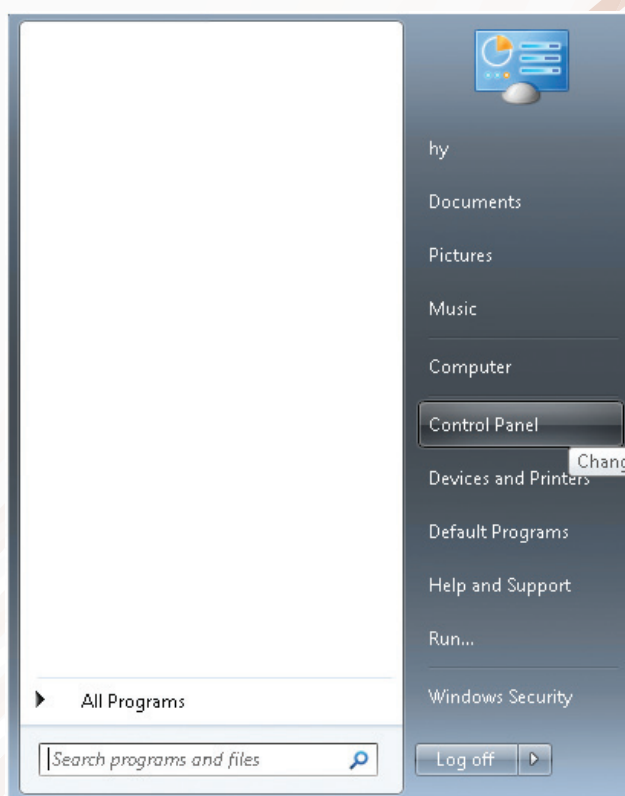 hy
Documents
Pictures
Music
Computer
Control Panel
Chang
Devices and Printers
Default Programs
Help and Support
Run...
All Programs
Windows Security
Search programs and files
Log off